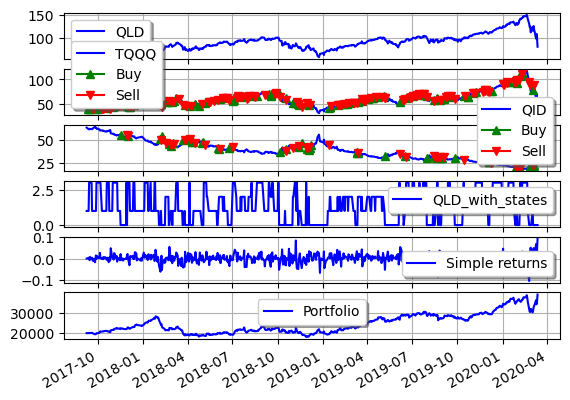 150
100
QLD
TQQQ
Buy
Sell
100
50
QID
Buy
Sell
50
25
2.5
0.0
QLD_with_states
0.1
0.0
−0.1
Simple returns
30000
20000
Portfolio
2017-10
2018-01
2018-04
2018-07
2018-10
2019-01
2019-04
2019-07
2019-10
2020-01
2020-04